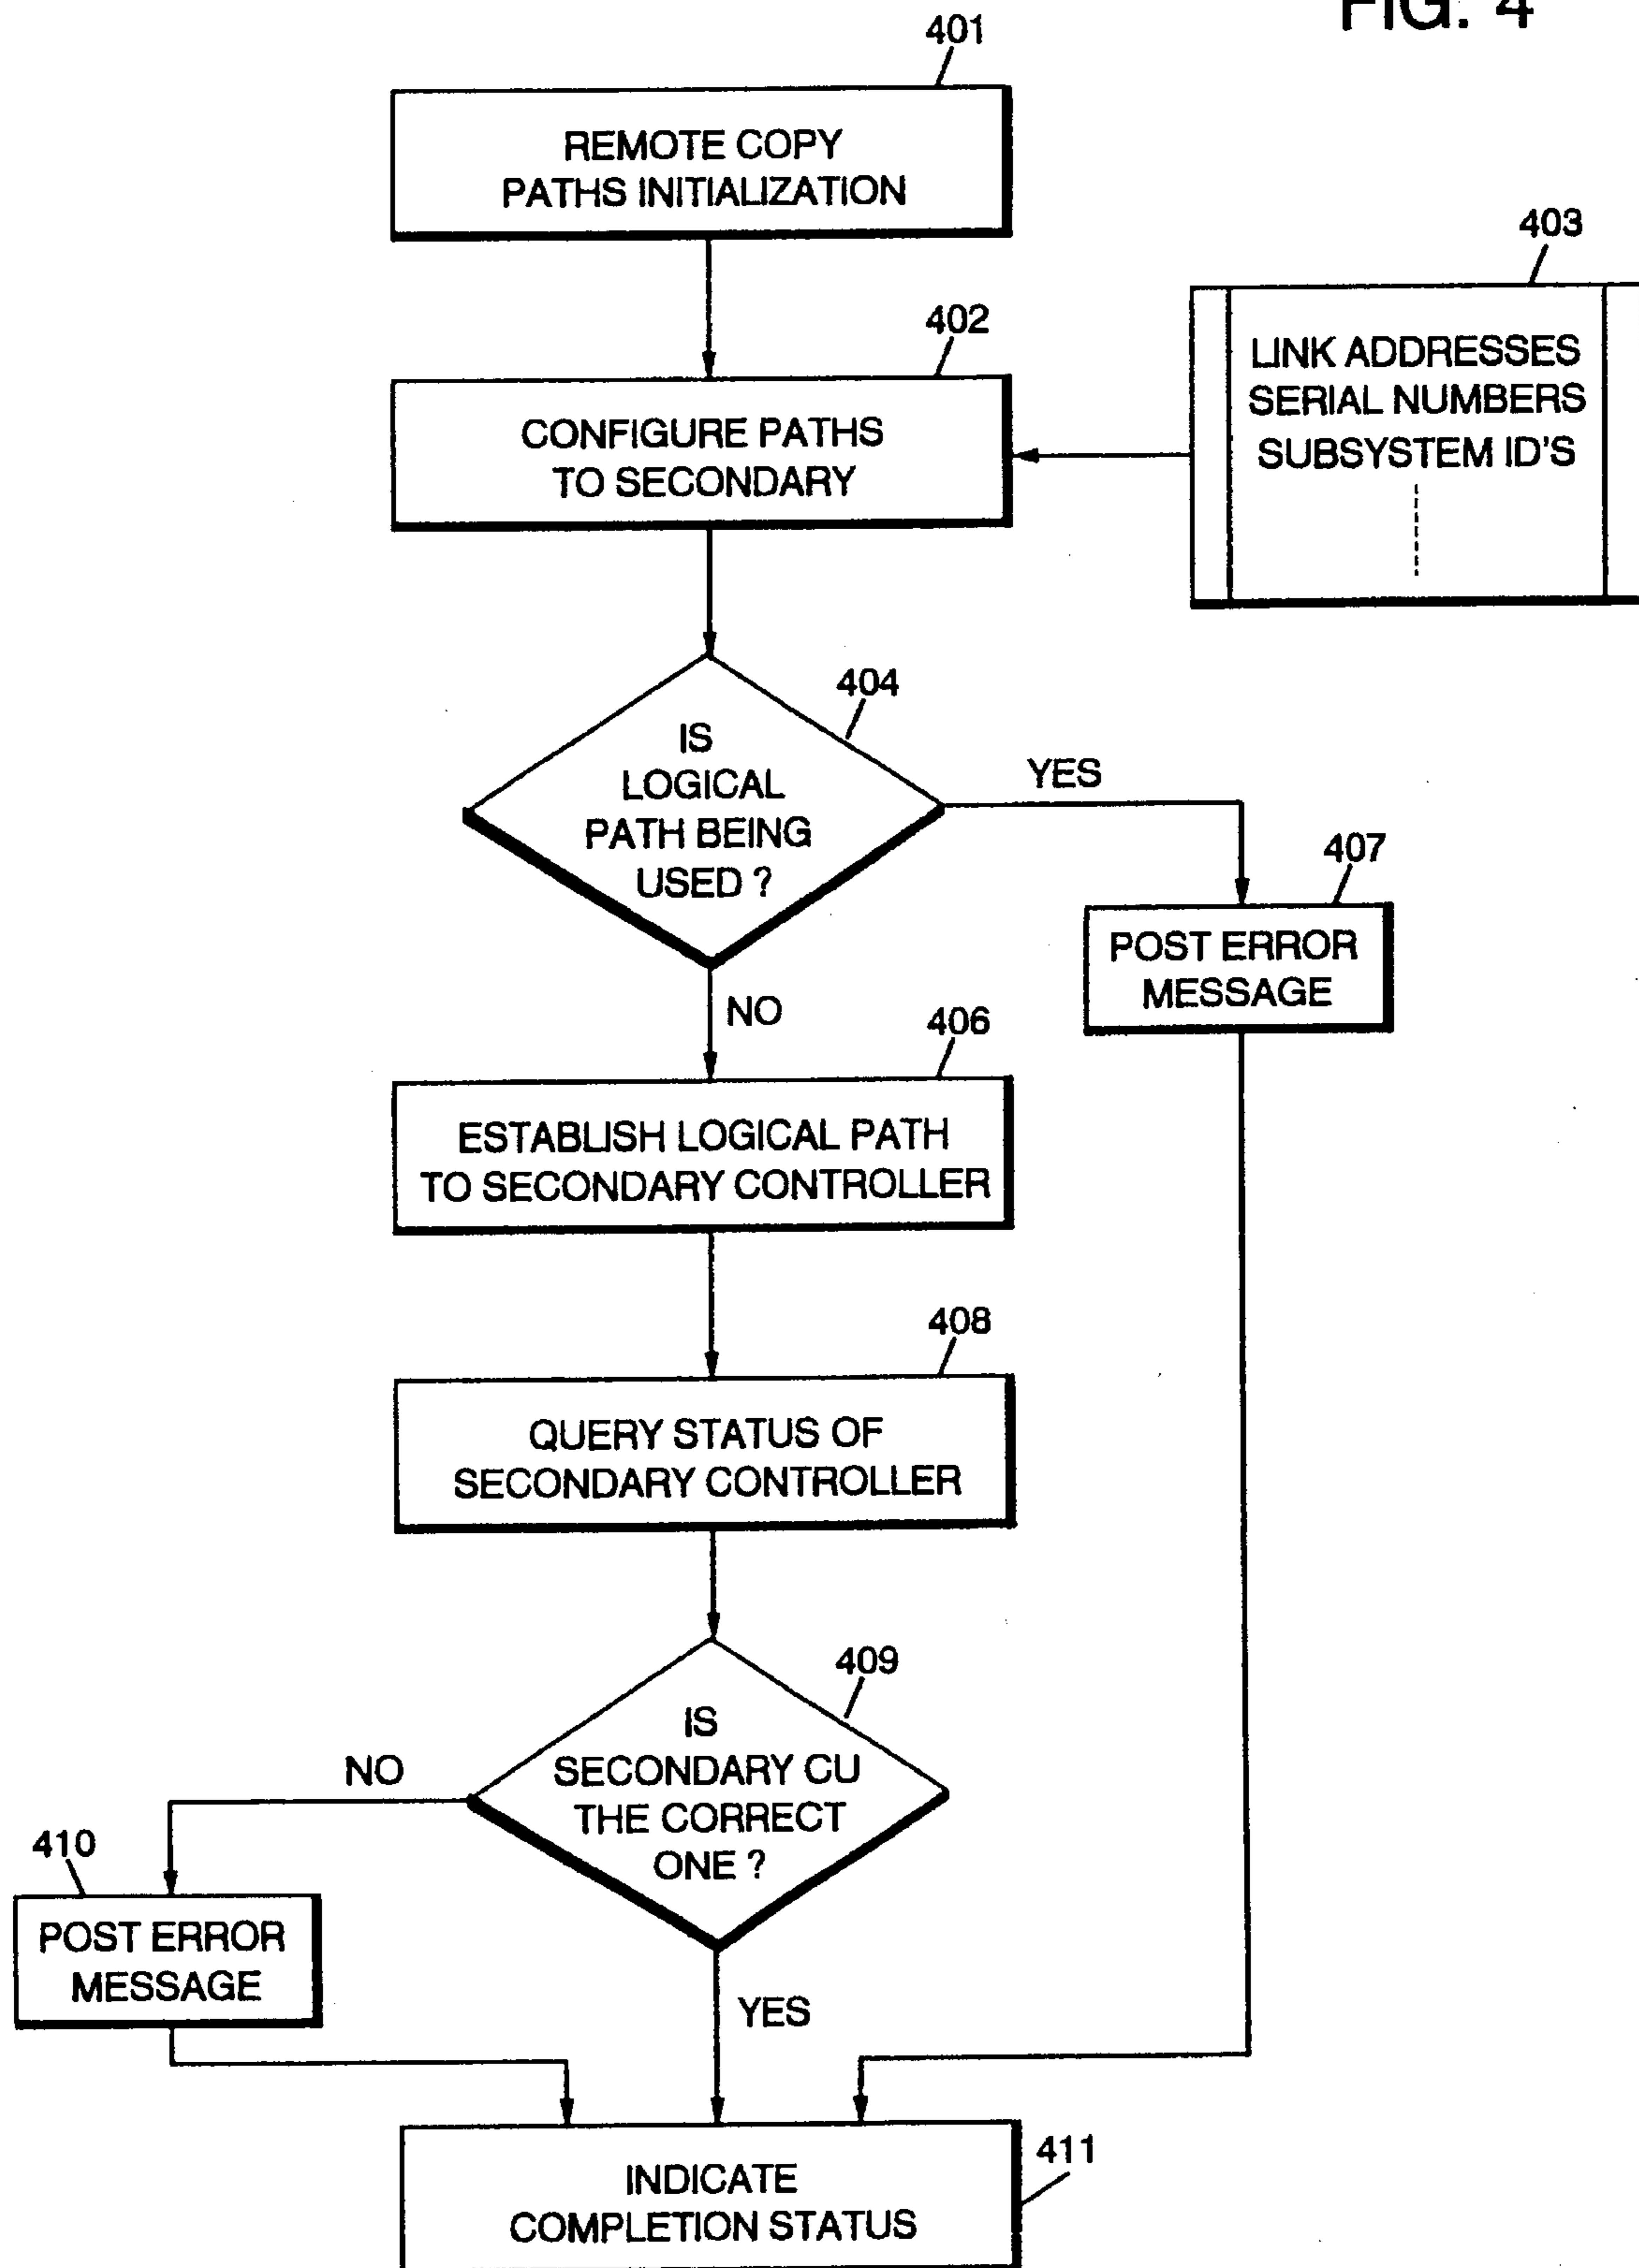 FIG. 4
401
REMOTE COPY
PATHS INITIALIZATION
403
LINK ADDRESSES
SERIAL NUMBERS
SUBSYSTEM ID'S
402
CONFIGURE PATHS
TO SECONDARY
404
IS
LOGICAL
PATH BEING
USED ?
YES
407
POST ERROR
MESSAGE
NO
406
ESTABLISH LOGICAL PATH
TO SECONDARY CONTROLLER
408
QUERY STATUS OF
SECONDARY CONTROLLER
409
IS
SECONDARY CU
THE CORRECT
ONE ?
NO
410
POST ERROR
MESSAGE
YES
411
INDICATE
COMPLETION STATUS